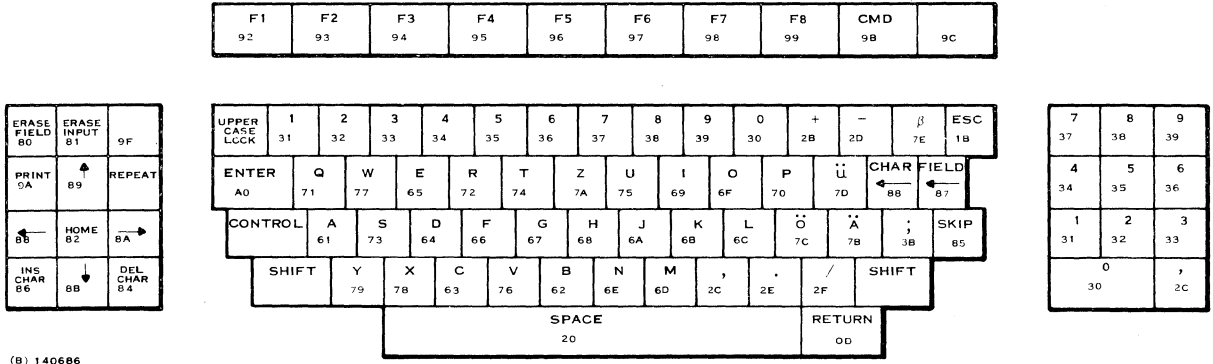 F1 F2 F3 F4 F5 F6 F7 F8 CMD
92 93 94 95 96 97 98 99 9B 9C
ERASE FIELD 80 ERASE INPUT 81 9F
PRINT 9A 89 REPEAT
88 HOME 82 8A
INS CHAR 86 8B DEL CHAR 84
UPPER CASE LOCK 1 2 3 4 5 6 7 8 9 0 + - β ESC
31 32 33 34 35 36 37 38 39 30 2B 2D 7E 1B
ENTER Q W E R T Z U I O P ü CHAR FIELD
A0 71 77 65 72 74 7A 75 69 6F 70 7D 88 87
CONTROL A S D F G H J K L Ö Ä ; SKIP
61 73 64 66 67 68 6A 6B 6C 7C 7B 3B 85
SHIFT Y X C V B N M , . / SHIFT
79 78 63 76 62 6E 6D 2C 2E 2F
SPACE RETURN
20 0D
7 8 9
37 38 39
4 5 6
34 35 36
1 2 3
31 32 33
0 ,
30 2C
(B) 140686